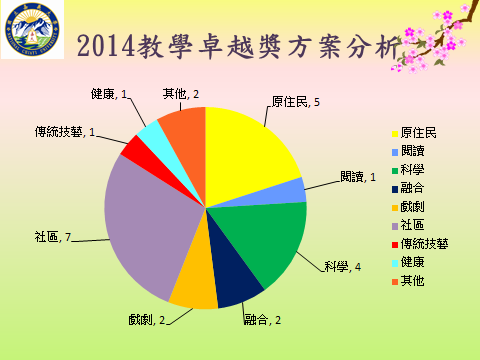 2014教學卓越獎方案分析
健康, 1
其他, 2
原住民, 5
傳統技藝, 1
閱讀, 1
社區, 7
科學, 4
戲劇, 2
融合, 2
原住民
閱讀
科學
融合
戲劇
社區
傳統技藝
健康
其他